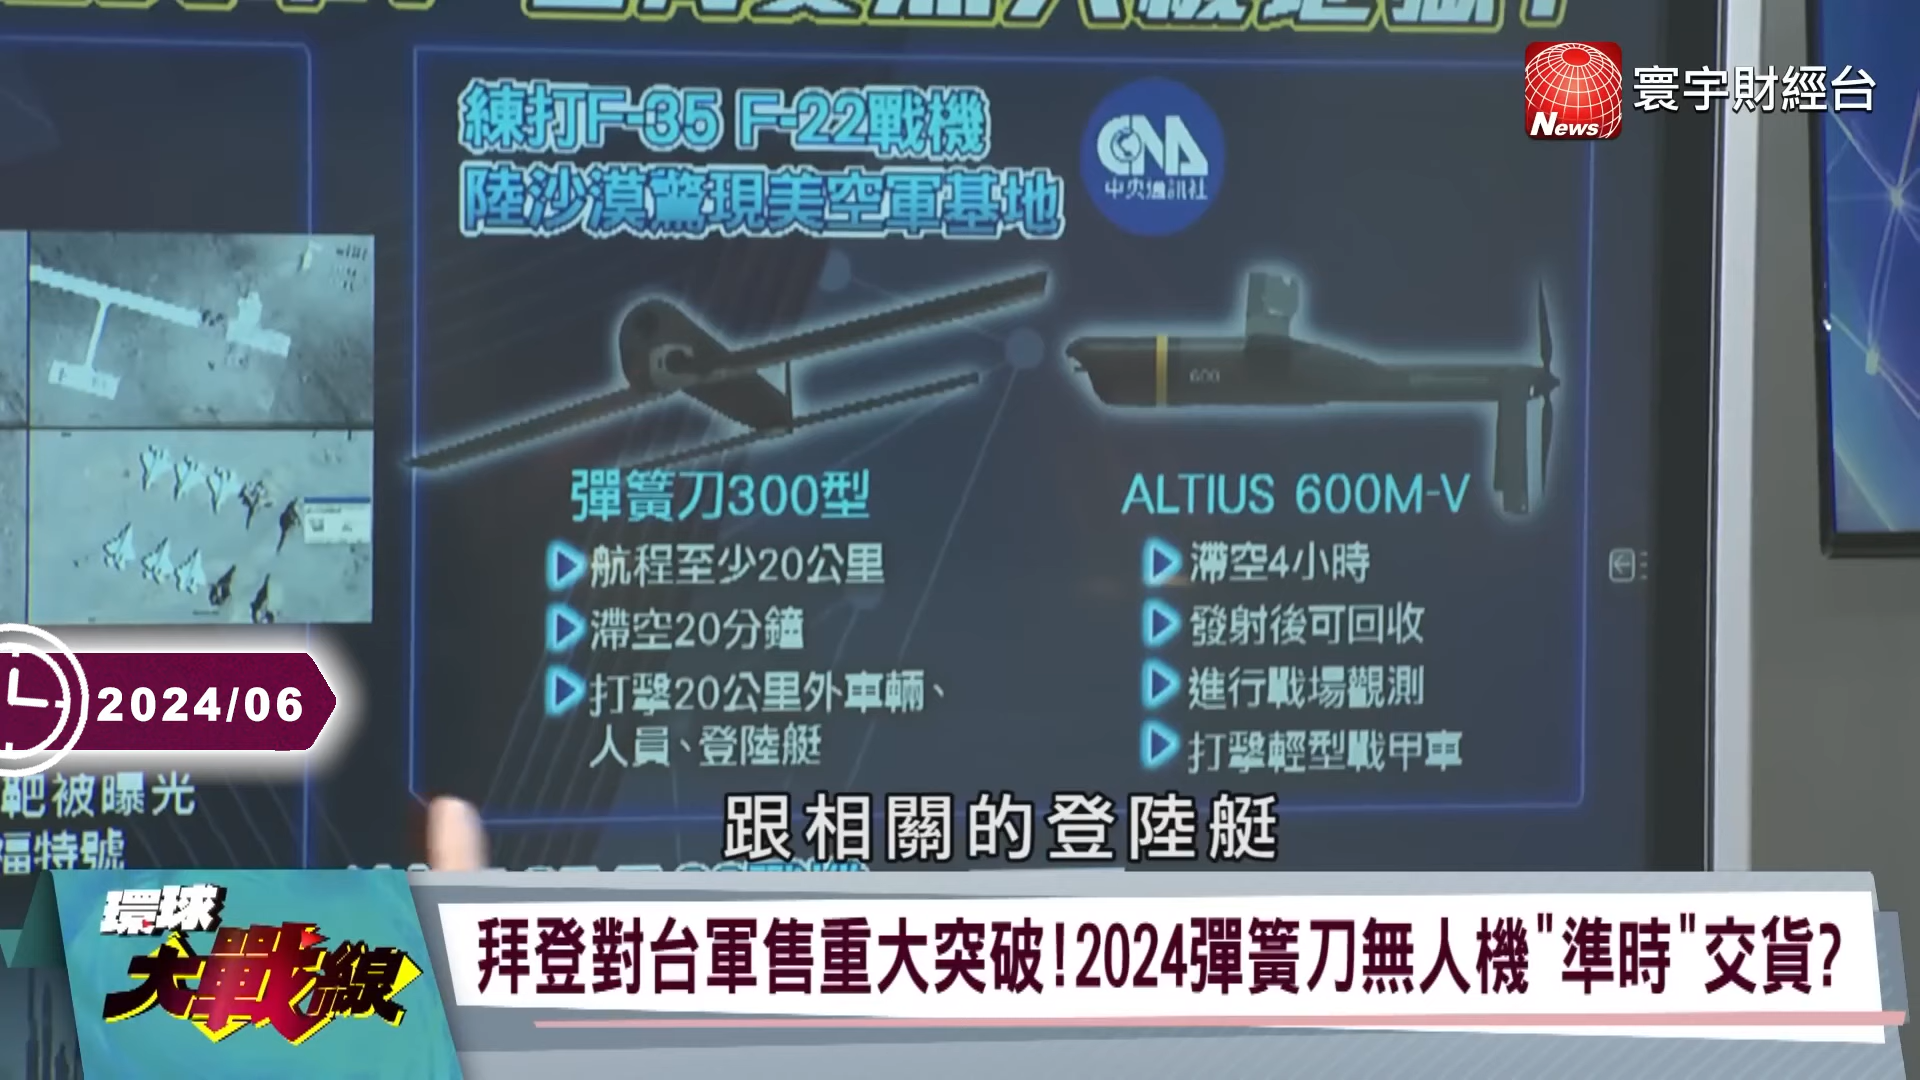 News 寰宇財經台
練打F-35 F-22戰機
陸沙漠驚現美空軍基地
CNA
中央通訊社
600
彈簧刀300型
航程至少20公里
滯空20分鐘
打擊20公里外車輛、
人員、登陸艇
ALTIUS 600M-V
滯空4小時
發射後可回收
進行戰場觀測
打擊輕型戰甲車
2024/06
靶被曝光
福特號
跟相關的登陸艇
環球
大戰線
拜登對台軍售重大突破!2024彈簧刀無人機"準時"交貨?